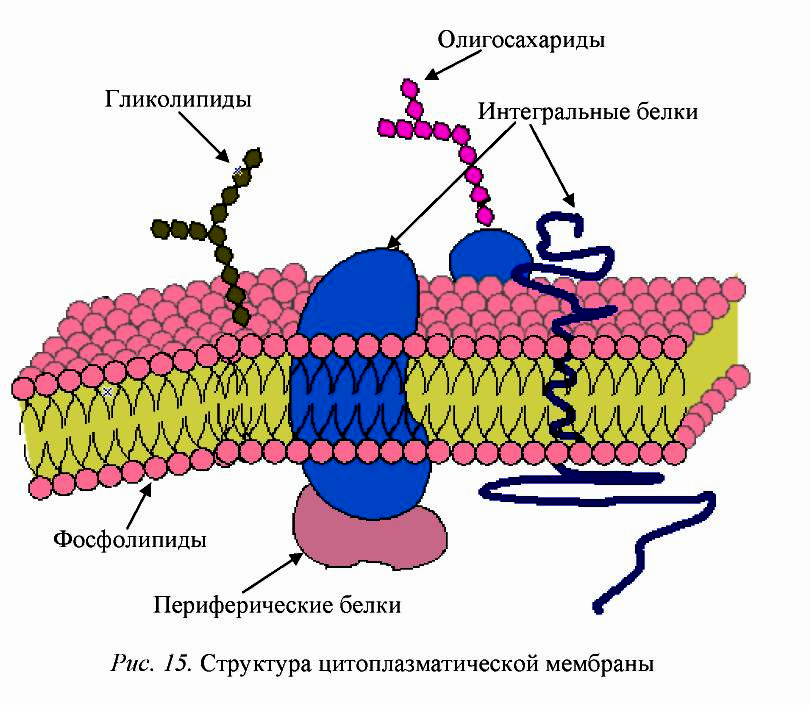 Олигосахариды
Гликолипиды
Интегральные белки
Фосфолипиды
Периферические белки
Рис. 15. Структура цитоплазматической мембраны